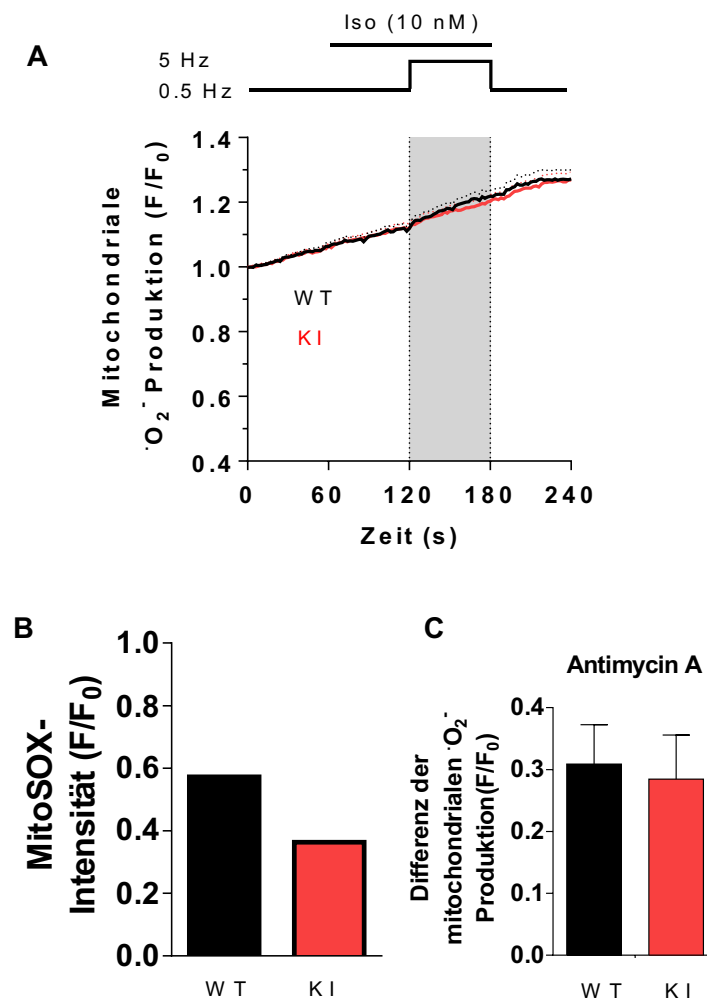 Iso (10 nM)
A
5 Hz
0.5 Hz
Mitochondriale
·O₂⁻ Produktion (F/F₀)
1.4
1.2
1.0
0.8
0.6
0.4
WT
KI
0 60 120 180 240
Zeit (s)
B
MitoSOX-
Intensität (F/F₀)
1.0
0.8
0.6
0.4
0.2
0.0
WT KI
C
Antimycin A
Differenz der
mitochondrialen ·O₂⁻
Produktion(F/F₀)
0.4
0.3
0.2
0.1
0.0
WT KI